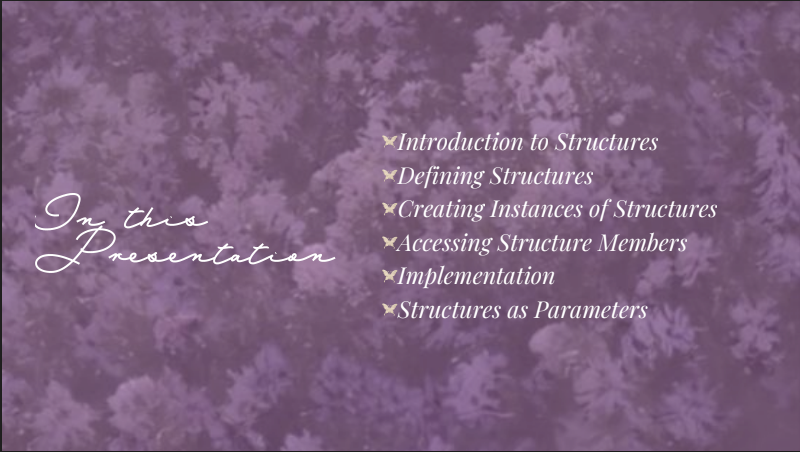 In this
Presentation
Introduction to Structures
Defining Structures
Creating Instances of Structures
Accessing Structure Members
Implementation
Structures as Parameters